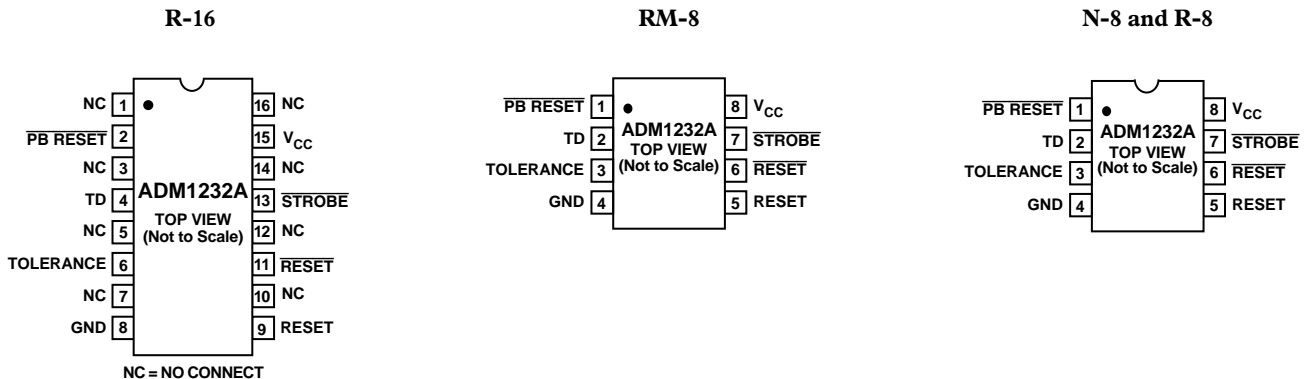 R-16
NC 1
PB RESET 2
NC 3
TD 4
NC 5
TOLERANCE 6
NC 7
GND 8
16 NC
15 VCC
14 NC
13 STROBE
12 NC
11 RESET
10 NC
9 RESET
ADM1232A
TOP VIEW
(Not to Scale)
NC = NO CONNECT
RM-8
PB RESET 1
TD 2
TOLERANCE 3
GND 4
8 VCC
7 STROBE
6 RESET
5 RESET
ADM1232A
TOP VIEW
(Not to Scale)
N-8 and R-8
PB RESET 1
TD 2
TOLERANCE 3
GND 4
8 VCC
7 STROBE
6 RESET
5 RESET
ADM1232A
TOP VIEW
(Not to Scale)